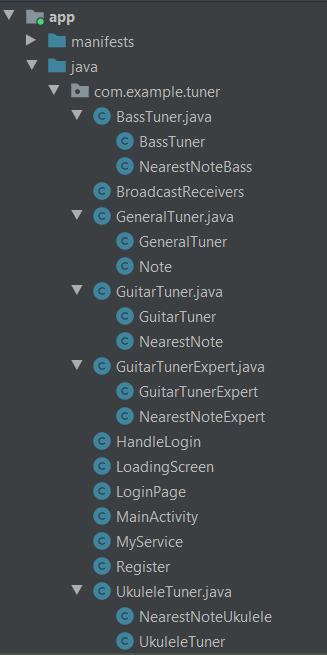 app
manifests
java
com.example.tuner
BassTuner.java
BassTuner
NearestNoteBass
BroadcastReceivers
GeneralTuner.java
GeneralTuner
Note
GuitarTuner.java
GuitarTuner
NearestNote
GuitarTunerExpert.java
GuitarTunerExpert
NearestNoteExpert
HandleLogin
LoadingScreen
LoginPage
MainActivity
MyService
Register
UkuleleTuner.java
NearestNoteUkulele
UkuleleTuner